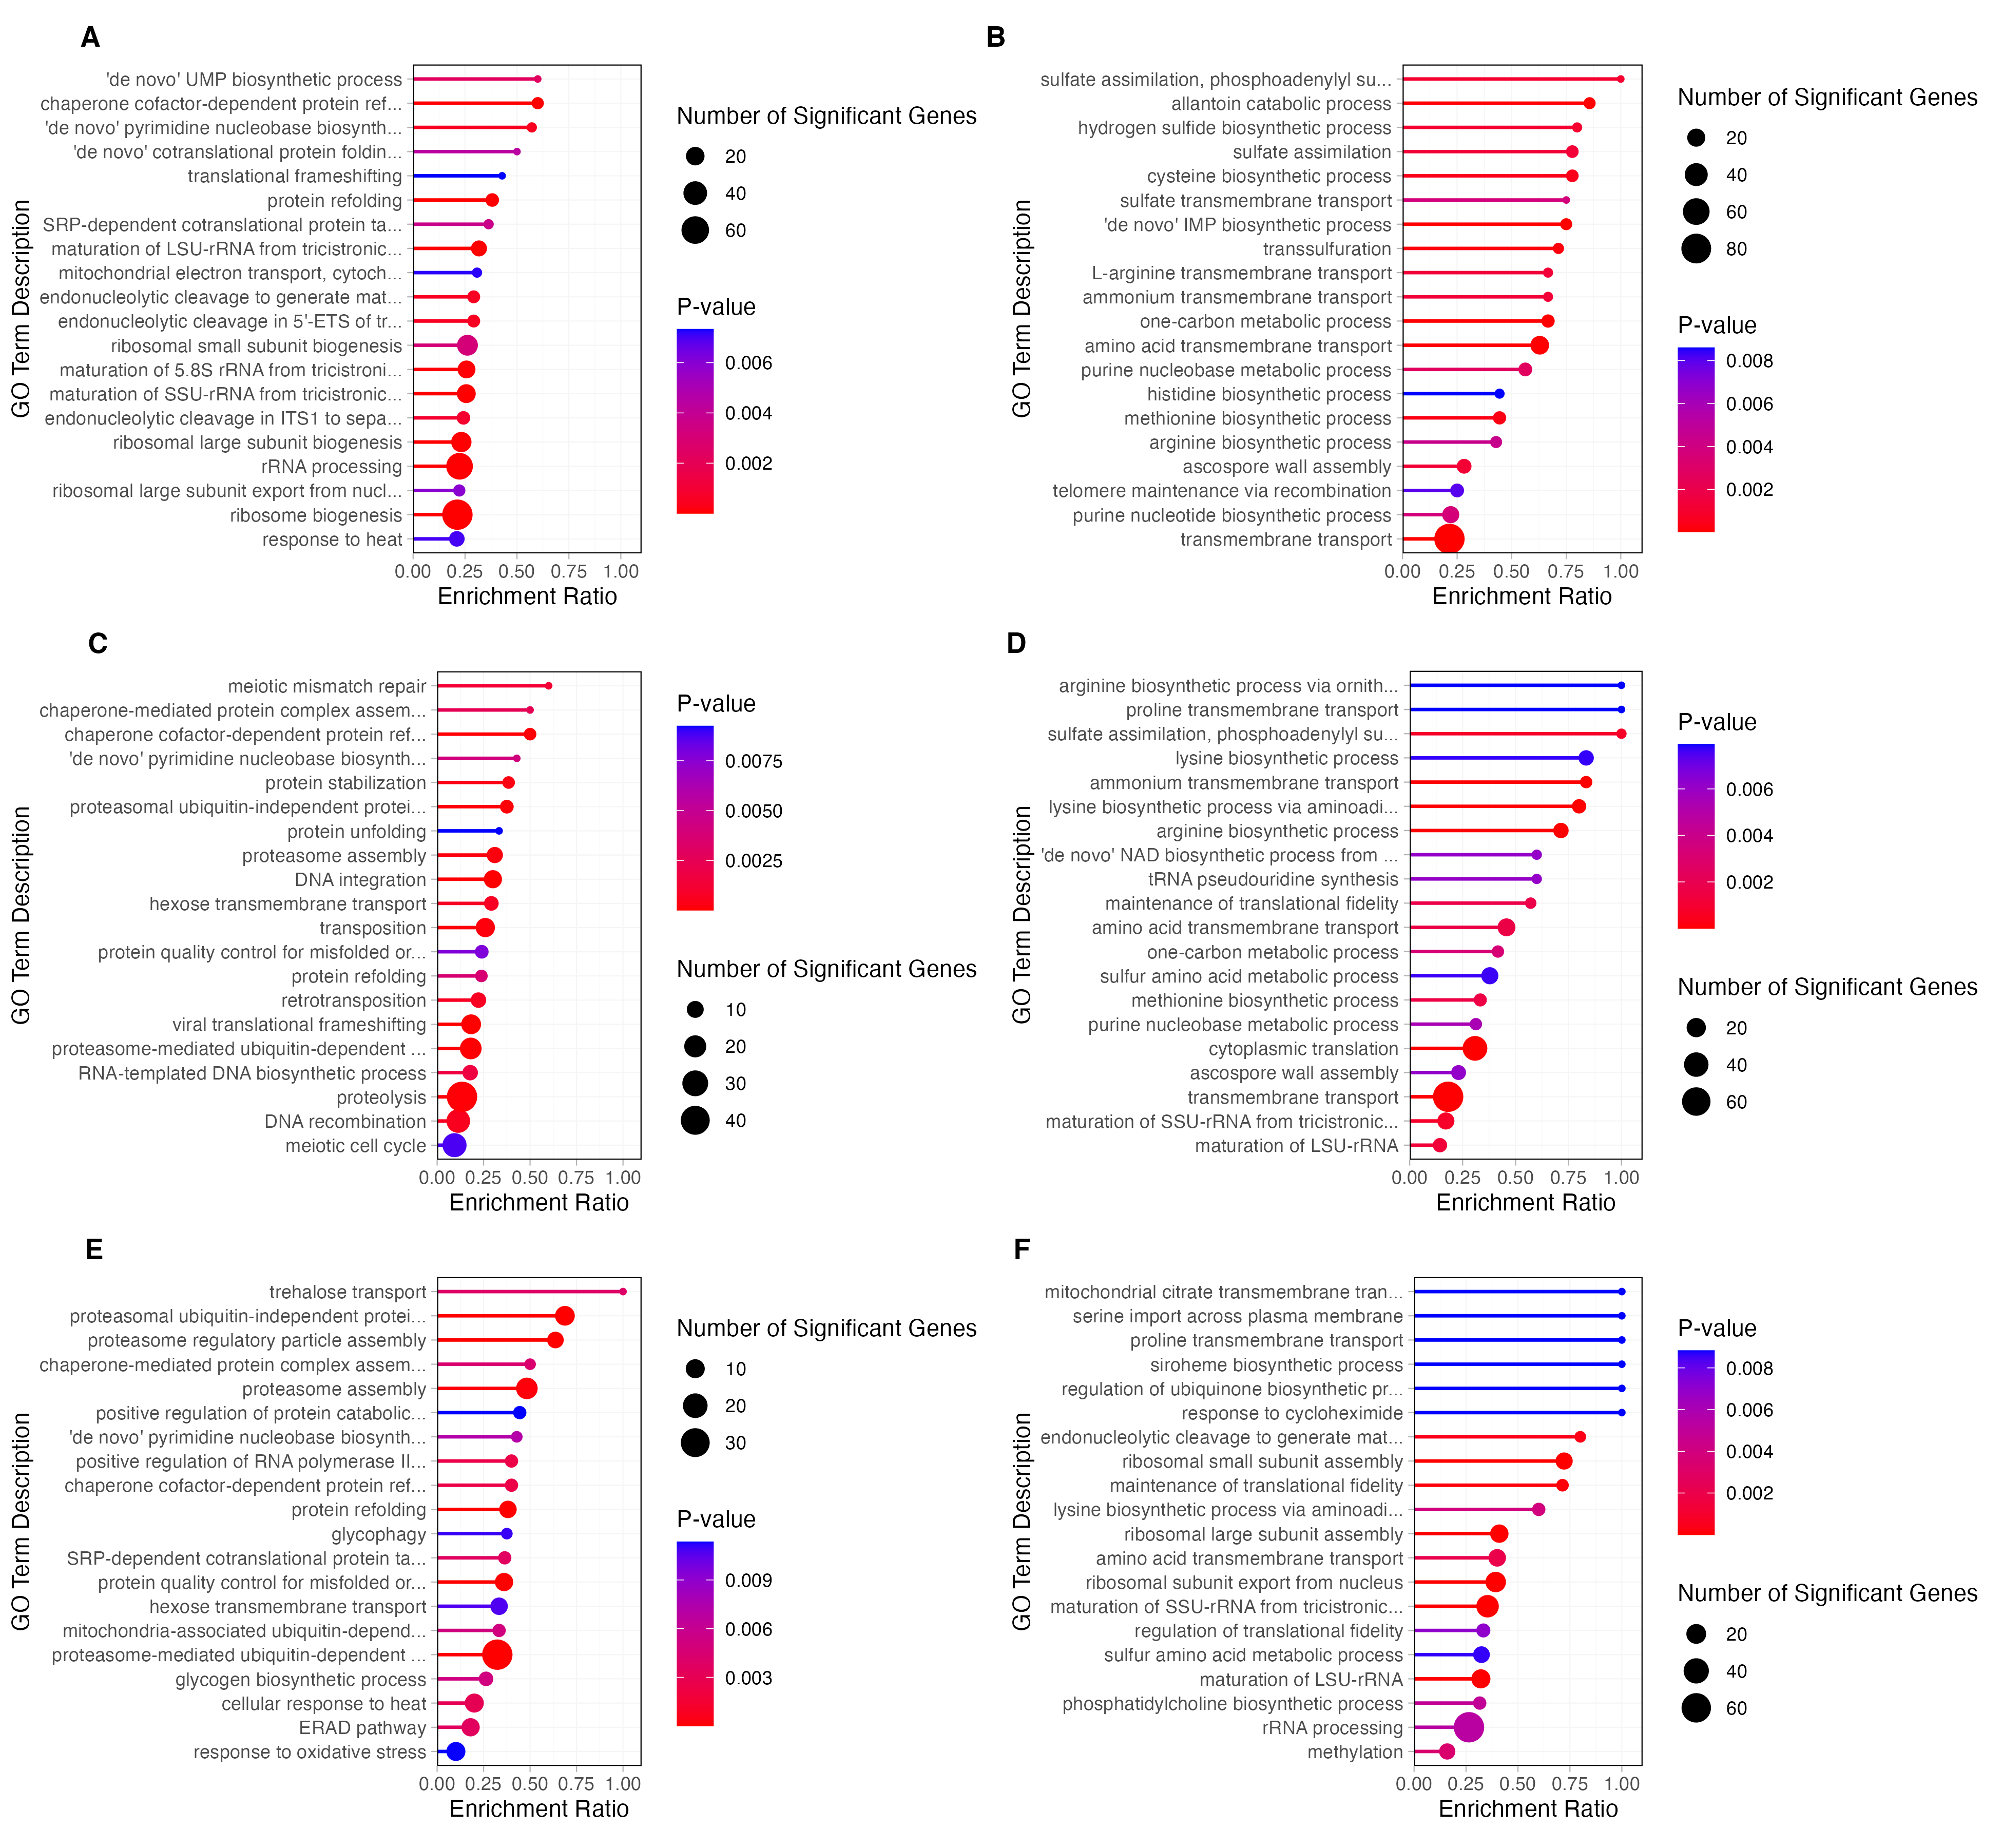 A
'de novo' UMP biosynthetic process
chaperone cofactor-dependent protein ref...
'de novo' pyrimidine nucleobase biosynth...
'de novo' cotranslational protein foldin...
translational frameshifting
protein refolding
SRP-dependent cotranslational protein ta...
maturation of LSU-rRNA from tricistronic...
mitochondrial electron transport, cytoch...
endonucleolytic cleavage to generate mat...
endonucleolytic cleavage in 5'-ETS of tr...
ribosomal small subunit biogenesis
maturation of 5.8S rRNA from tricistroni...
maturation of SSU-rRNA from tricistronic...
endonucleolytic cleavage in ITS1 to sepa...
ribosomal large subunit biogenesis
rRNA processing
ribosomal large subunit export from nucl...
ribosome biogenesis
response to heat
GO Term Description
0.00 0.25 0.50 0.75 1.00
Enrichment Ratio
Number of Significant Genes
20
40
60
P-value
0.006
0.004
0.002
B
sulfate assimilation, phosphoadenylyl su...
allantoin catabolic process
hydrogen sulfide biosynthetic process
sulfate assimilation
cysteine biosynthetic process
sulfate transmembrane transport
'de novo' IMP biosynthetic process
transsulfuration
L-arginine transmembrane transport
ammonium transmembrane transport
one-carbon metabolic process
amino acid transmembrane transport
purine nucleobase metabolic process
histidine biosynthetic process
methionine biosynthetic process
arginine biosynthetic process
ascospore wall assembly
telomere maintenance via recombination
purine nucleotide biosynthetic process
transmembrane transport
GO Term Description
0.00 0.25 0.50 0.75 1.00
Enrichment Ratio
Number of Significant Genes
20
40
60
80
P-value
0.008
0.006
0.004
0.002
C
meiotic mismatch repair
chaperone-mediated protein complex assem...
chaperone cofactor-dependent protein ref...
'de novo' pyrimidine nucleobase biosynth...
protein stabilization
proteasomal ubiquitin-independent protei...
protein unfolding
proteasome assembly
DNA integration
hexose transmembrane transport
transposition
protein quality control for misfolded or...
protein refolding
retrotransposition
viral translational frameshifting
proteasome-mediated ubiquitin-dependent ...
RNA-templated DNA biosynthetic process
proteolysis
DNA recombination
meiotic cell cycle
GO Term Description
0.00 0.25 0.50 0.75 1.00
Enrichment Ratio
P-value
0.0075
0.0050
0.0025
Number of Significant Genes
10
20
30
40
D
arginine biosynthetic process via ornith...
proline transmembrane transport
sulfate assimilation, phosphoadenylyl su...
lysine biosynthetic process
ammonium transmembrane transport
lysine biosynthetic process via aminoadi...
arginine biosynthetic process
'de novo' NAD biosynthetic process from ...
tRNA pseudouridine synthesis
maintenance of translational fidelity
amino acid transmembrane transport
one-carbon metabolic process
sulfur amino acid metabolic process
methionine biosynthetic process
purine nucleobase metabolic process
cytoplasmic translation
ascospore wall assembly
transmembrane transport
maturation of SSU-rRNA from tricistronic...
maturation of LSU-rRNA
GO Term Description
0.00 0.25 0.50 0.75 1.00
Enrichment Ratio
P-value
0.006
0.004
0.002
Number of Significant Genes
20
40
60
E
trehalose transport
proteasomal ubiquitin-independent protei...
proteasome regulatory particle assembly
chaperone-mediated protein complex assem...
proteasome assembly
positive regulation of protein catabolic...
'de novo' pyrimidine nucleobase biosynth...
positive regulation of RNA polymerase II...
chaperone cofactor-dependent protein ref...
protein refolding
glycophagy
SRP-dependent cotranslational protein ta...
protein quality control for misfolded or...
hexose transmembrane transport
mitochondria-associated ubiquitin-depend...
proteasome-mediated ubiquitin-dependent ...
glycogen biosynthetic process
cellular response to heat
ERAD pathway
response to oxidative stress
GO Term Description
0.00 0.25 0.50 0.75 1.00
Enrichment Ratio
Number of Significant Genes
10
20
30
P-value
0.009
0.006
0.003
F
mitochondrial citrate transmembrane tran...
serine import across plasma membrane
proline transmembrane transport
siroheme biosynthetic process
regulation of ubiquinone biosynthetic pr...
response to cycloheximide
endonucleolytic cleavage to generate mat...
ribosomal small subunit assembly
maintenance of translational fidelity
lysine biosynthetic process via aminoadi...
ribosomal large subunit assembly
amino acid transmembrane transport
ribosomal subunit export from nucleus
maturation of SSU-rRNA from tricistronic...
regulation of translational fidelity
sulfur amino acid metabolic process
maturation of LSU-rRNA
phosphatidylcholine biosynthetic process
rRNA processing
methylation
GO Term Description
0.00 0.25 0.50 0.75 1.00
Enrichment Ratio
P-value
0.008
0.006
0.004
0.002
Number of Significant Genes
20
40
60